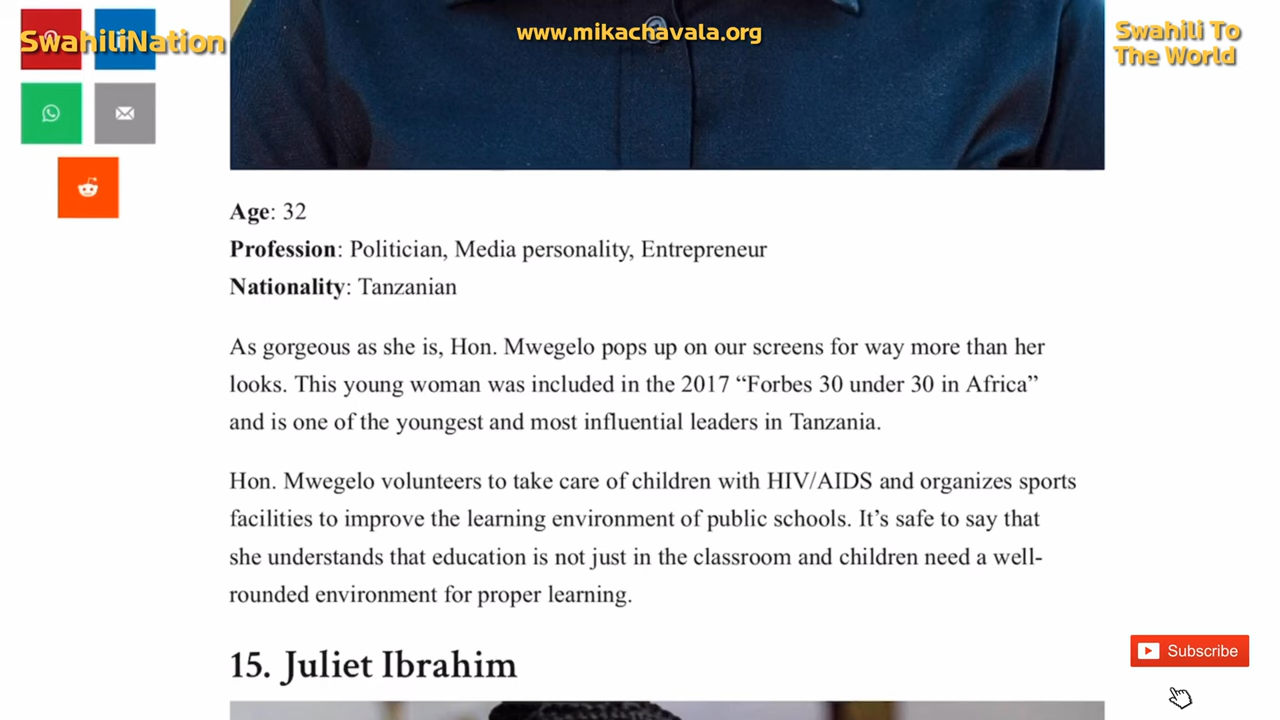 SwahiliNation
www.mikachavala.org
Swahili To
The World
Age: 32
Profession: Politician, Media personality, Entrepreneur
Nationality: Tanzanian
As gorgeous as she is, Hon. Mwegelo pops up on our screens for way more than her
looks. This young woman was included in the 2017 “Forbes 30 under 30 in Africa”
and is one of the youngest and most influential leaders in Tanzania.
Hon. Mwegelo volunteers to take care of children with HIV/AIDS and organizes sports
facilities to improve the learning environment of public schools. It’s safe to say that
she understands that education is not just in the classroom and children need a well-
rounded environment for proper learning.
15. Juliet Ibrahim
Subscribe